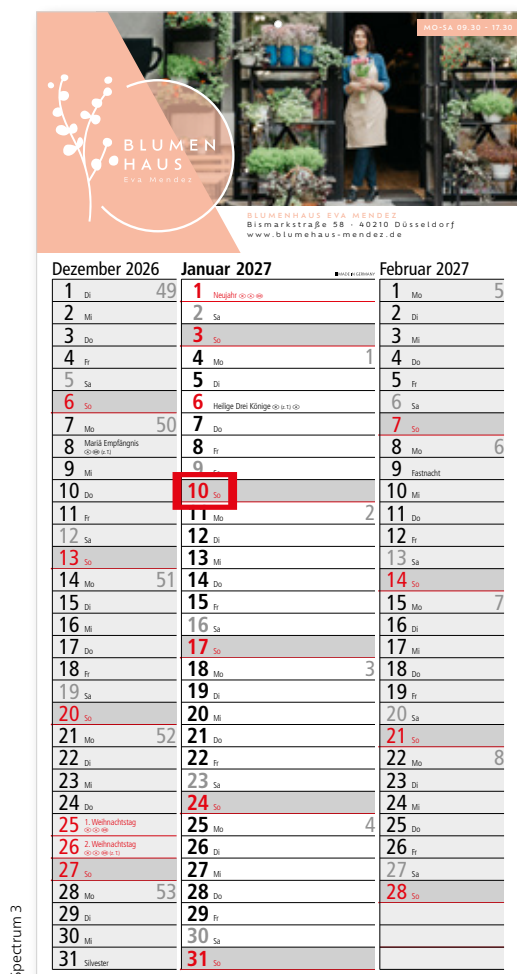 MO-SA 09.30 – 17.30
BLUMEN
HAUS
Eva Mendez
BLUMENHAUS EVA MENDEZ
Bismarkstraße 58 - 40210 Düsseldorf
www.blumehaus-mendez.de
Dezember 2026
1 Di 49
2 Mi
3 Do
4 Fr
5 Sa
6 So
7 Mo 50
8 Mariä Empfängnis
(z.T.)
9 Mi
10 Do
11 Fr
12 Sa
13 So
14 Mo 51
15 Di
16 Mi
17 Do
18 Fr
19 Sa
20 So
21 Mo 52
22 Di
23 Mi
24 Do
25 1. Weihnachtstag
26 2. Weihnachtstag
(z.T.)
27 So
28 Mo 53
29 Di
30 Mi
31 Silvester
Januar 2027
MADE IN GERMANY
1 Neujahr
2 Sa
3 So
4 Mo 1
5 Di
6 Heilige Drei Könige (z.T.)
7 Do
8 Fr
9
10 So
11 Mo 2
12 Di
13 Mi
14 Do
15 Fr
16 Sa
17 So
18 Mo 3
19 Di
20 Mi
21 Do
22 Fr
23 Sa
24 So
25 Mo 4
26 Di
27 Mi
28 Do
29 Fr
30 Sa
31 So
Februar 2027
1 Mo 5
2 Di
3 Mi
4 Do
5 Fr
6 Sa
7 So
8 Mo 6
9 Fastnacht
10 Mi
11 Do
12 Fr
13 Sa
14 So
15 Mo 7
16 Di
17 Mi
18 Do
19 Fr
20 Sa
21 So
22 Mo 8
23 Di
24 Mi
25 Do
26 Fr
27 Sa
28 So
Spectrum 3